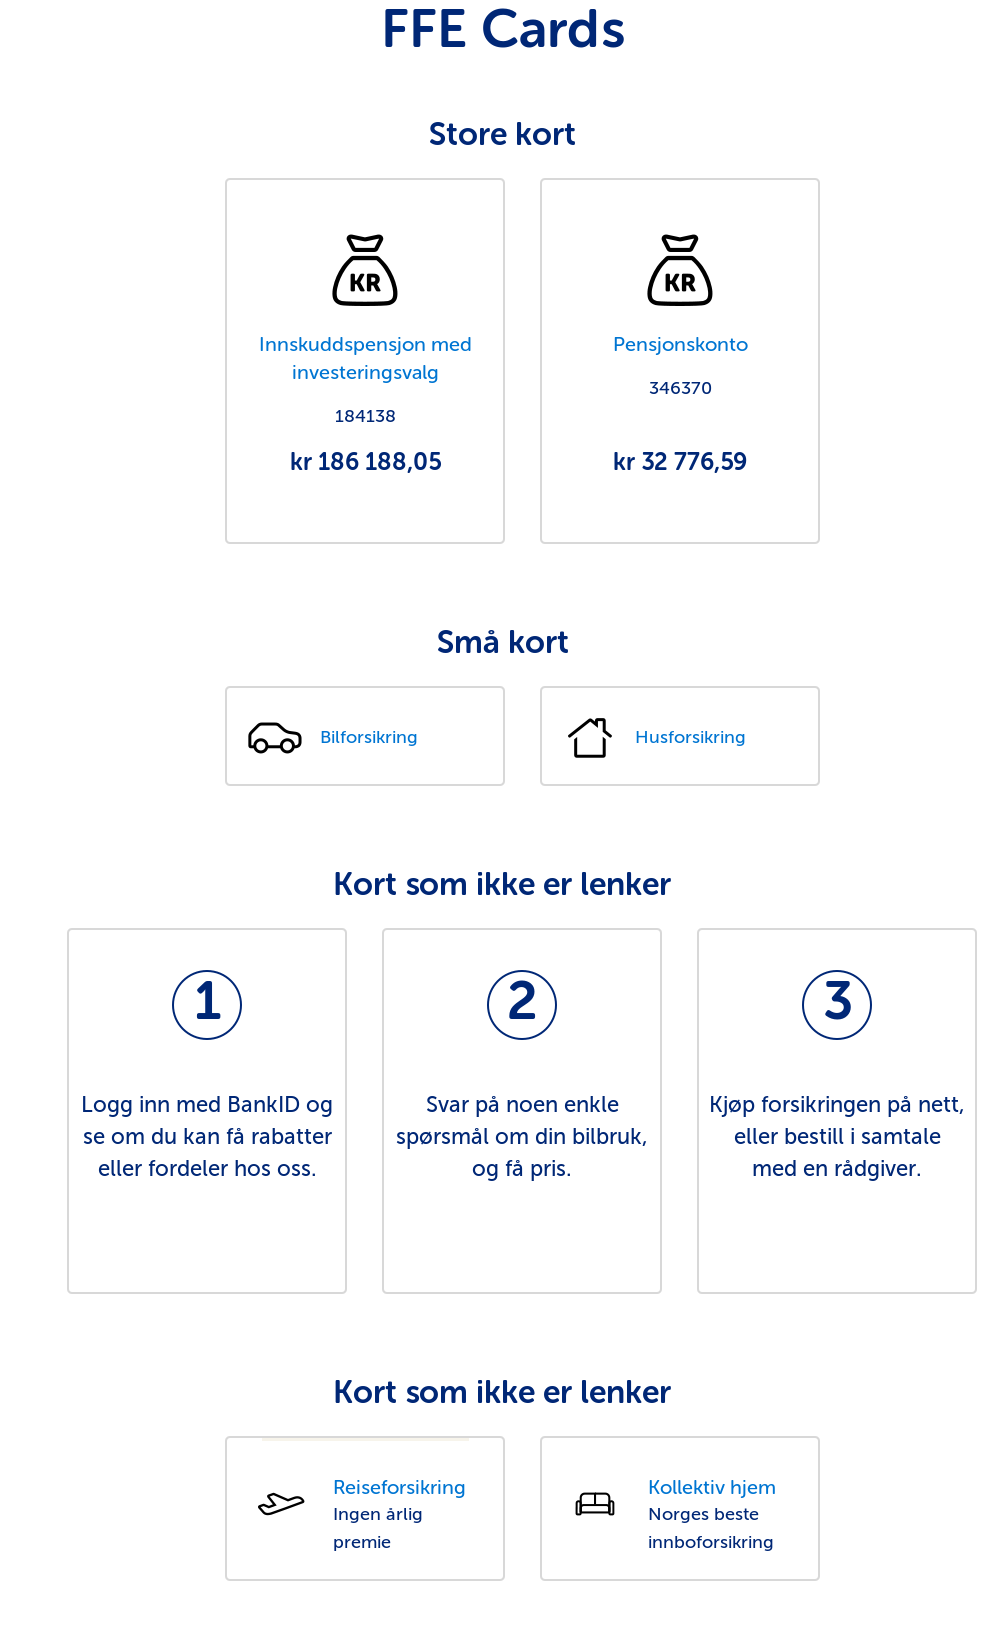 FFE Cards
Store kort
KR
Innskuddspensjon med
investeringsvalg
184138
kr 186 188,05
KR
Pensjonskonto
346370
kr 32 776,59
Små kort
Bilforsikring
Husforsikring
Kort som ikke er lenker
1
Logg inn med BankID og
se om du kan få rabatter
eller fordeler hos oss.
2
Svar på noen enkle
spørsmål om din bilbruk,
og få pris.
3
Kjøp forsikringen på nett,
eller bestill i samtale
med en rådgiver.
Kort som ikke er lenker
Reiseforsikring
Ingen årlig
premie
Kollektiv hjem
Norges beste
innboforsikring